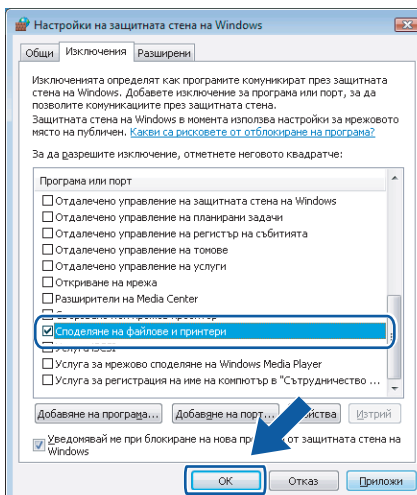 Настройки на защитната стена на Windows
Общи Изключения Разширени
Изключенията определят как програмите комуникират през защитната
стена на Windows. Добавете изключение за програма или порт, за да
позволите комуникациите през защитната стена.
Защитната стена на Windows в момента използва настройки за мрежовото
място на публичен. Какви са рисковете от отблокиране на програма?
За да разрешите изключение, отметнете неговото квадратче:
Програма или порт
Отдалечено управление на защитната стена на Windows
Отдалечено управление на планирани задачи
Отдалечено управление на регистър на събитията
Отдалечено управление на томове
Отдалечено управление на услуги
Откриване на мрежа
Разширители на Media Center
Споделяне на файлове и принтери
Услуга за мрежово споделяне на Windows Media Player
Услуга за регистрация на име на компютър в "Сътрудничество ...
Добавяне на програма... Добавяне на порт... Изтрий
Уведомявай ме при блокиране на нова от защитната стена на
Windows
OK Отказ Приложи